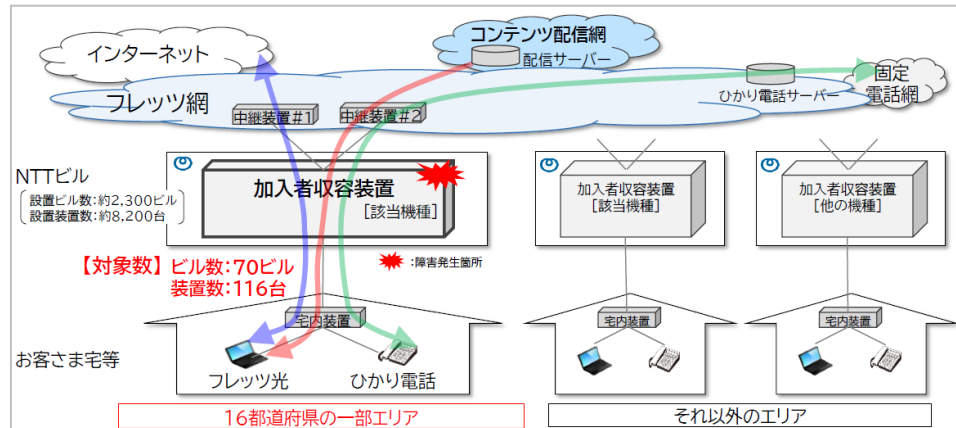 コンテンツ配信網
インターネット
配信サーバー
固定
電話網
ひかり電話サーバー
フレッツ網
中継装置#1
中継装置#2
NTTビル
設置ビル数:約2,300ビル
設置装置数:約8,200台
加入者収容装置
[該当機種]
加入者収容装置
[該当機種]
加入者収容装置
[他の機種]
【対象数】ビル数:70ビル
装置数:116台
:障害発生箇所
お客さま宅等
宅内装置
フレッツ光
ひかり電話
宅内装置
宅内装置
16都道府県の一部エリア
それ以外のエリア